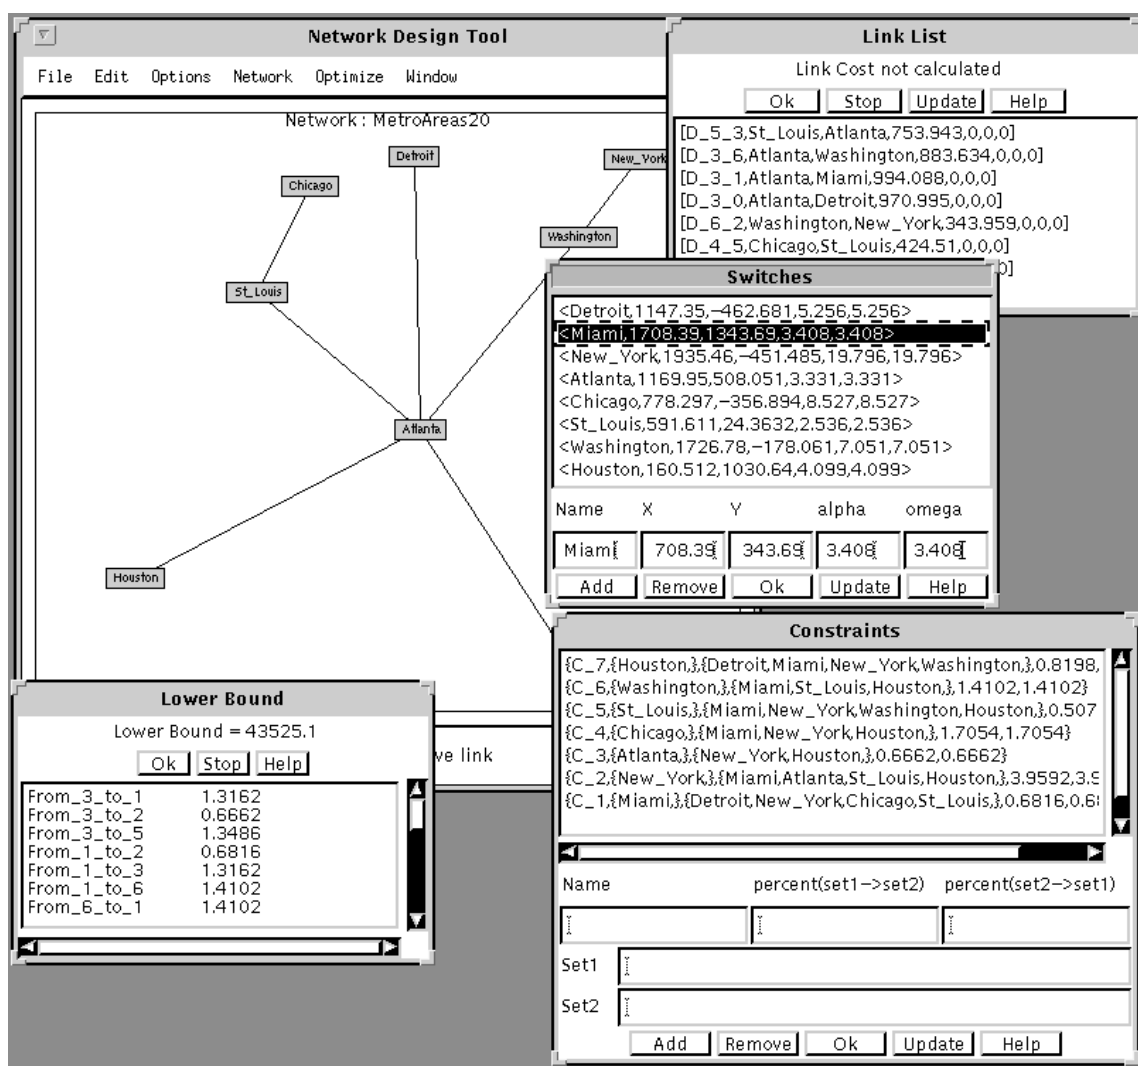 Network Design Tool
File Edit Options Network Optimize Window
Network : MetroAreas20
Detroit
New_York
Chicago
Washington
St_Louis
Atlanta
Houston
ve link
Link List
Link Cost not calculated
Ok Stop Update Help
[D_5_3,St_Louis,Atlanta,753.943,0,0,0]
[D_3_6,Atlanta,Washington,883.634,0,0,0]
[D_3_1,Atlanta,Miami,994.088,0,0,0]
[D_3_0,Atlanta,Detroit,970.995,0,0,0]
[D_6_2,Washington,New_York,343.959,0,0,0]
[D_4_5,Chicago,St_Louis,424.51,0,0,0]
0]
Switches
<Detroit,1147.35,-462.681,5.256,5.256>
<Miami,1708.39,1343.69,3.408,3.408>
<New_York,1935.46,-451.485,19.796,19.796>
<Atlanta,1169.95,508.051,3.331,3.331>
<Chicago,778.297,-356.894,8.527,8.527>
<St_Louis,591.611,24.3632,2.536,2.536>
<Washington,1726.78,-178.061,7.051,7.051>
<Houston,160.512,1030.64,4.099,4.099>
Name X Y alpha omega
Miami 708.39 343.69 3.408 3.408
Add Remove Ok Update Help
Constraints
{C_7,{Houston,},{Detroit,Miami,New_York,Washington,},0.8198,
{C_6,{Washington,},{Miami,St_Louis,Houston,},1.4102,1.4102}
{C_5,{St_Louis,},{Miami,New_York,Washington,Houston,},0.507
{C_4,{Chicago,},{Miami,New_York,Houston,},1.7054,1.7054}
{C_3,{Atlanta,},{New_York,Houston,},0.6662,0.6662}
{C_2,{New_York,},{Miami,Atlanta,St_Louis,Houston,},3.9592,3.9
{C_1,{Miami,},{Detroit,New_York,Chicago,St_Louis,},0.6816,0.6
Name percent(set1->set2) percent(set2->set1)
Set1
Set2
Add Remove Ok Update Help
Lower Bound
Lower Bound = 43525.1
Ok Stop Help
From_3_to_1 1.3162
From_3_to_2 0.6662
From_3_to_5 1.3486
From_1_to_2 0.6816
From_1_to_3 1.3162
From_1_to_6 1.4102
From_6_to_1 1.4102